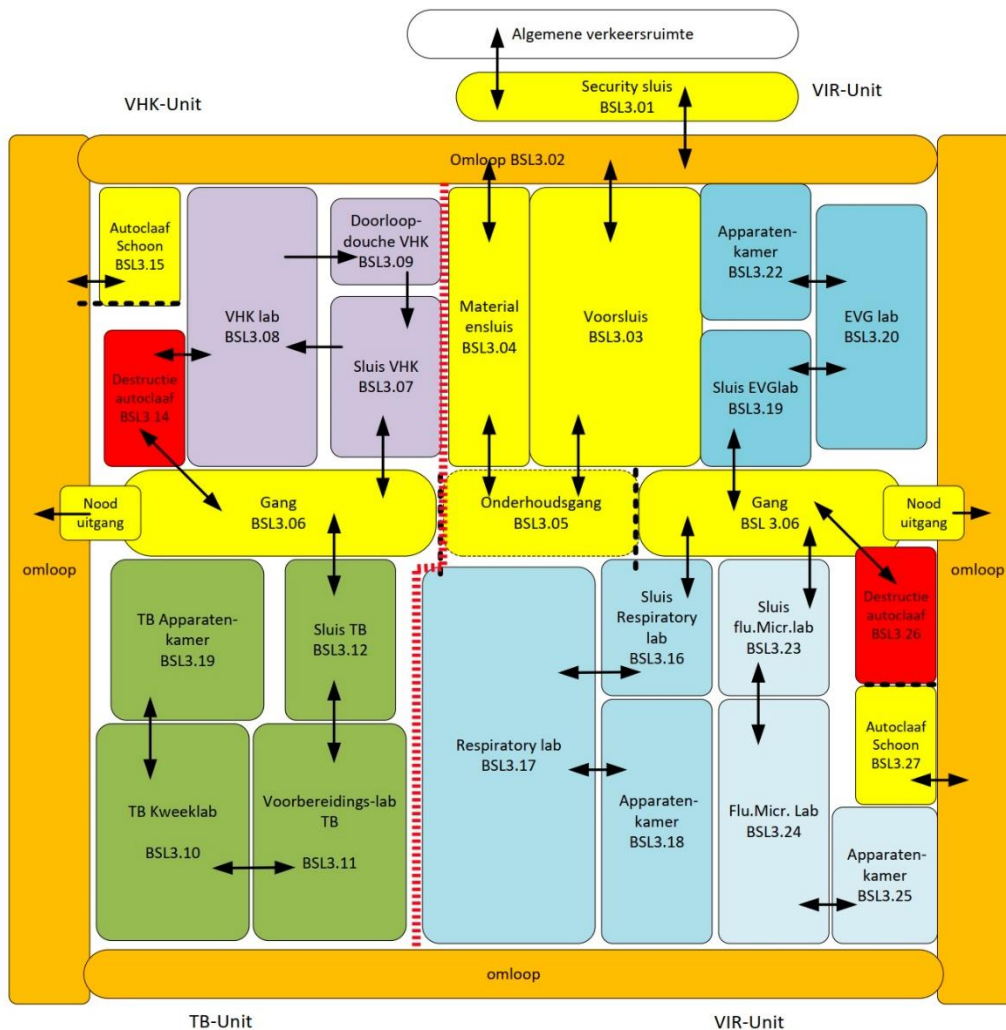 Algemene verkeersruimte
Security sluis
BSL3.01
VHK-Unit
VIR-Unit
Omloop BSL3.02
Autoclaaf
Schoon
BSL3.15
VHK lab
BSL3.08
Doorloop-
douche VHK
BSL3.09
Sluis VHK
BSL3.07
Destructie
autoclaaf
BSL3.14
Material
ensluis
BSL3.04
Voorsluis
BSL3.03
Apparaten-
kamer
BSL3.22
EVG lab
BSL3.20
Sluis EVGlab
BSL3.19
Nood
uitgang
Gang
BSL3.06
Onderhoudsgang
BSL3.05
Gang
BSL 3.06
Nood
uitgang
omloop
omloop
TB Apparaten-
kamer
BSL3.19
Sluis TB
BSL3.12
TB Kweeklab
BSL3.10
Voorbereidings-lab
TB
BSL3.11
Respiratory lab
BSL3.17
Sluis
Respiratory
lab
BSL3.16
Apparaten-
kamer
BSL3.18
Sluis
flu.Micr.lab
BSL3.23
Flu.Micr. Lab
BSL3.24
Destructie
autoclaaf
BSL3.26
Autoclaaf
Schoon
BSL3.27
Apparaten-
kamer
BSL3.25
omloop
TB-Unit
VIR-Unit